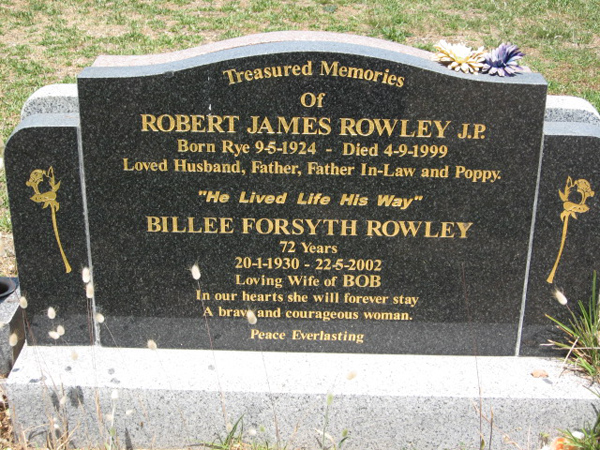 Treasured Memories
Of
ROBERT JAMES ROWLEY J.P.
Born Rye 9-5-1924 - Died 4-9-1999
Loved Husband, Father, Father In-Law and Poppy.
"He Lived Life His Way"
BILLEE FORSYTH ROWLEY
72 Years
20-1-1930 - 22-5-2002
Loving Wife of BOB
In our hearts she will forever stay
A brave and courageous woman.
Peace Everlasting